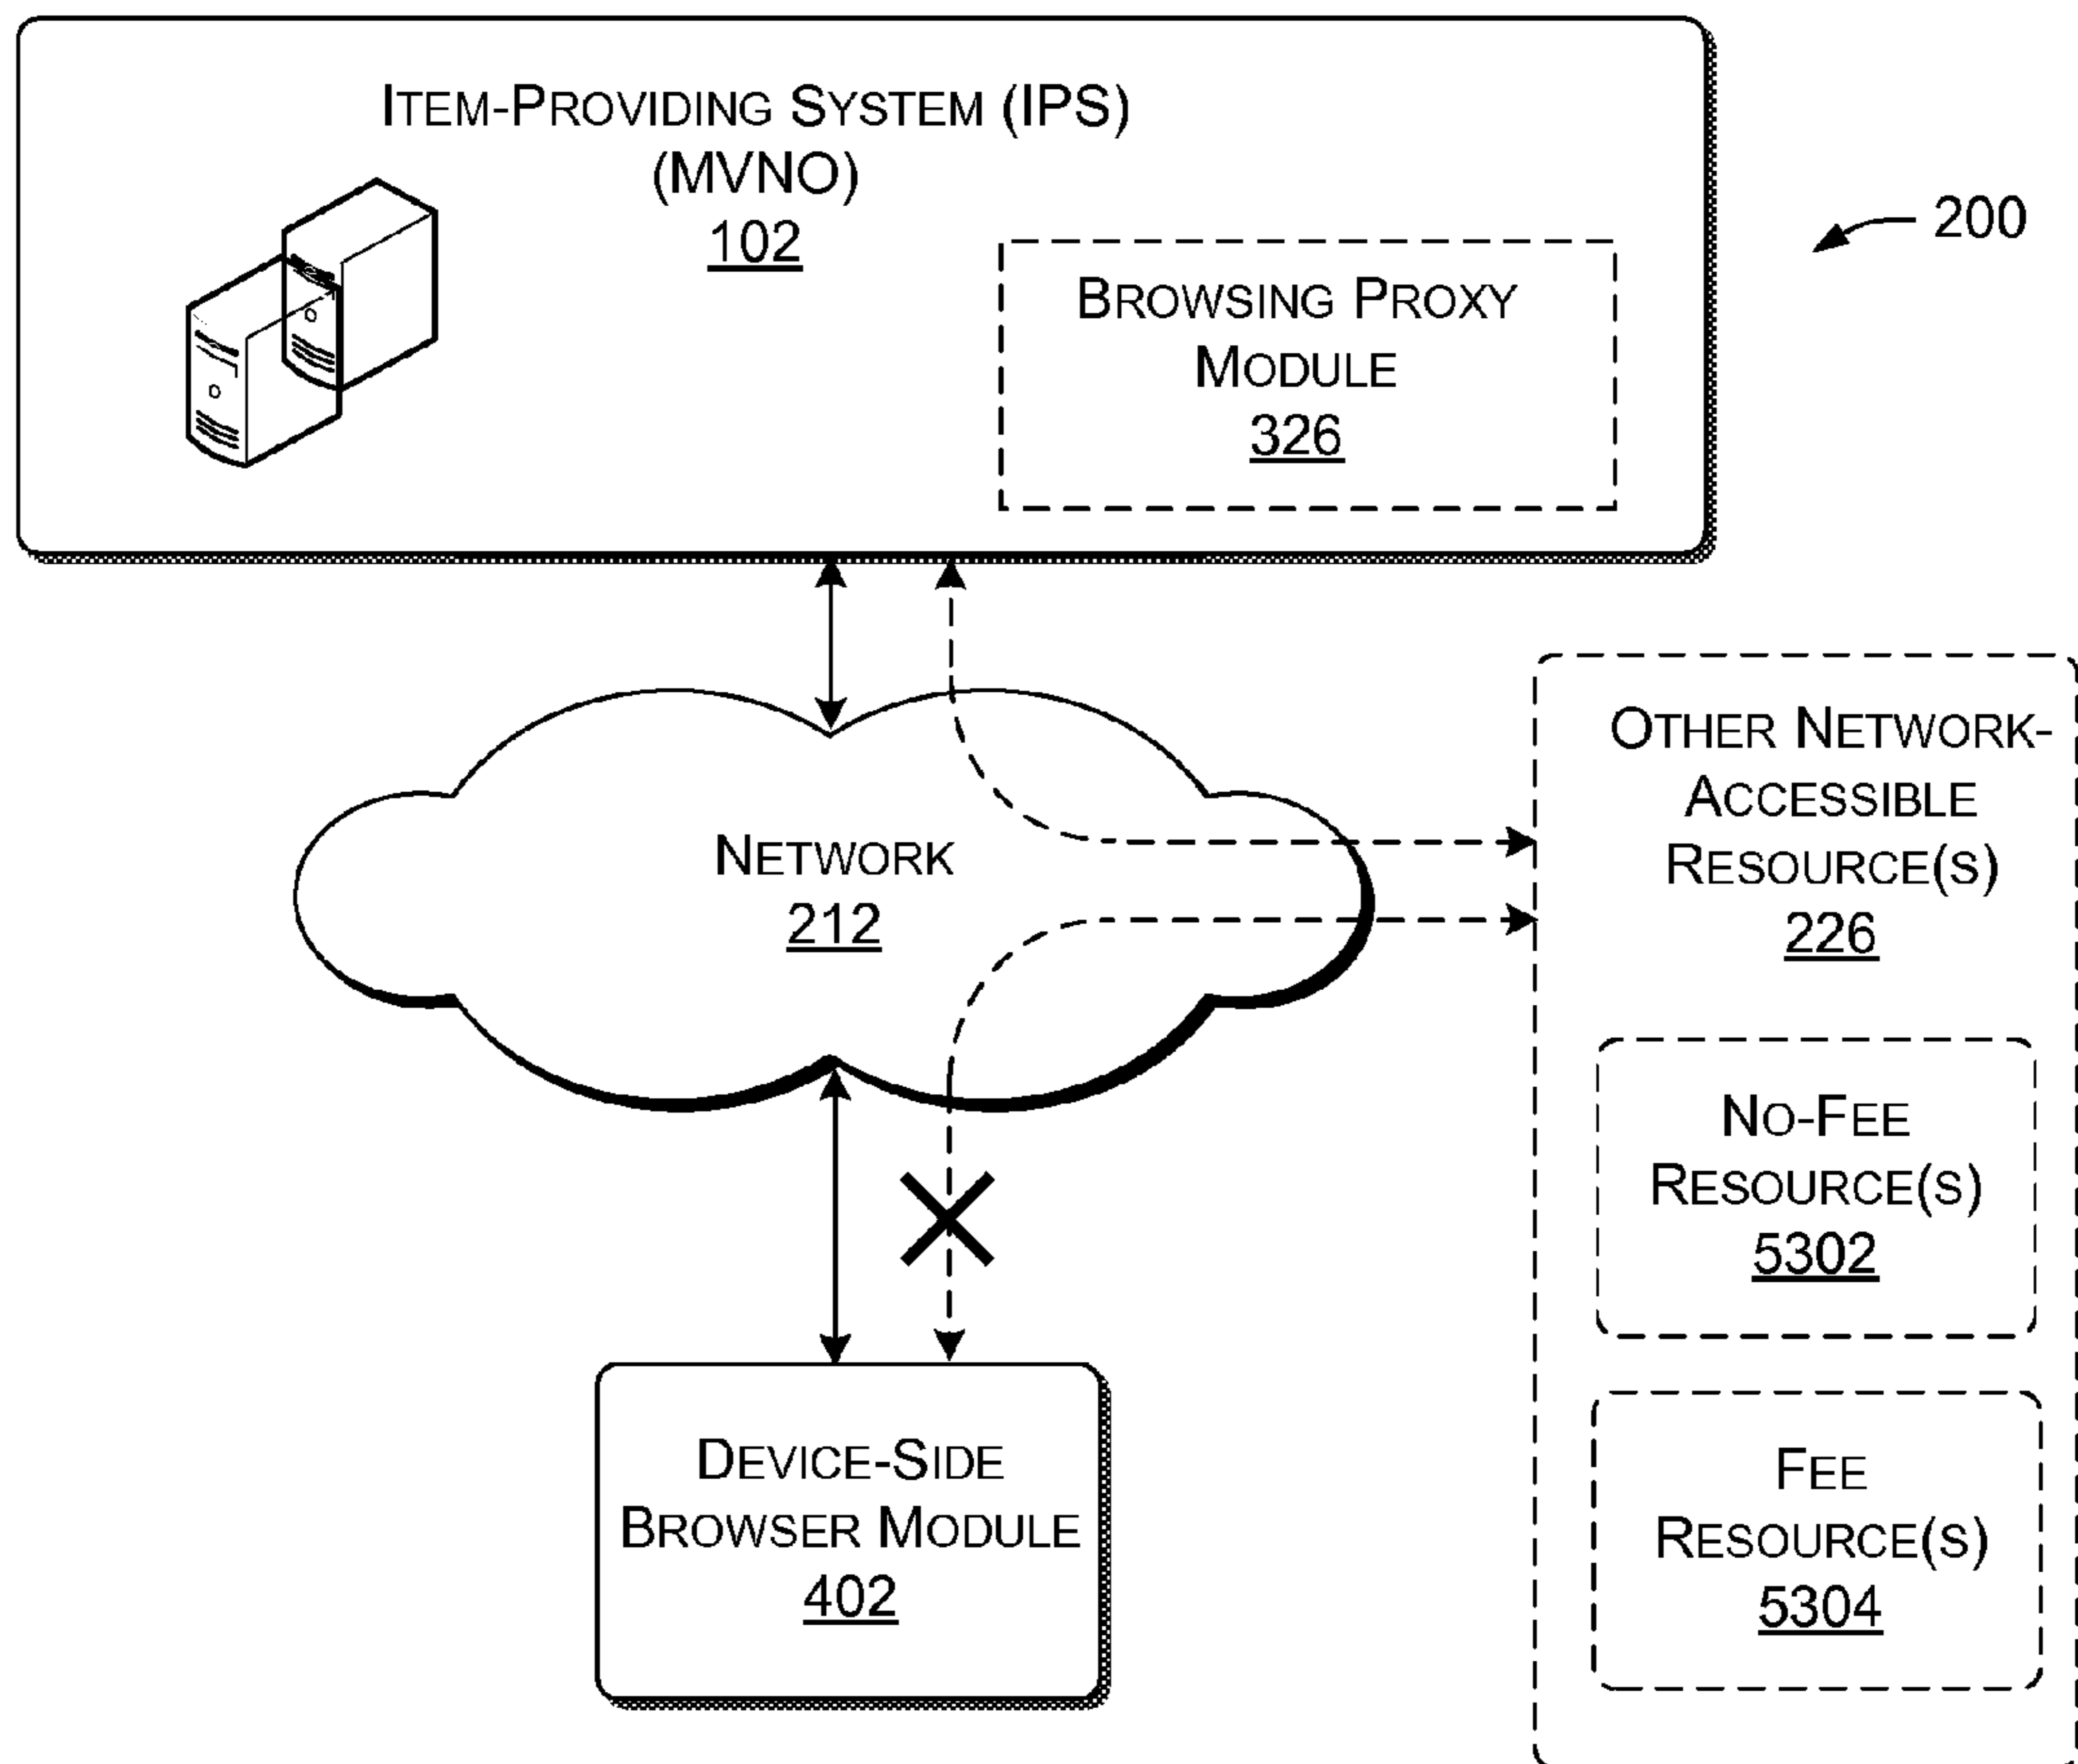 ITEM-PROVIDING SYSTEM (IPS)
(MVNO)
102
BROWSING PROXY
MODULE
326
200
NETWORK
212
OTHER NETWORK-
ACCESSIBLE
RESOURCE(S)
226
NO-FEE
RESOURCE(S)
5302
FEE
RESOURCE(S)
5304
DEVICE-SIDE
BROWSER MODULE
402